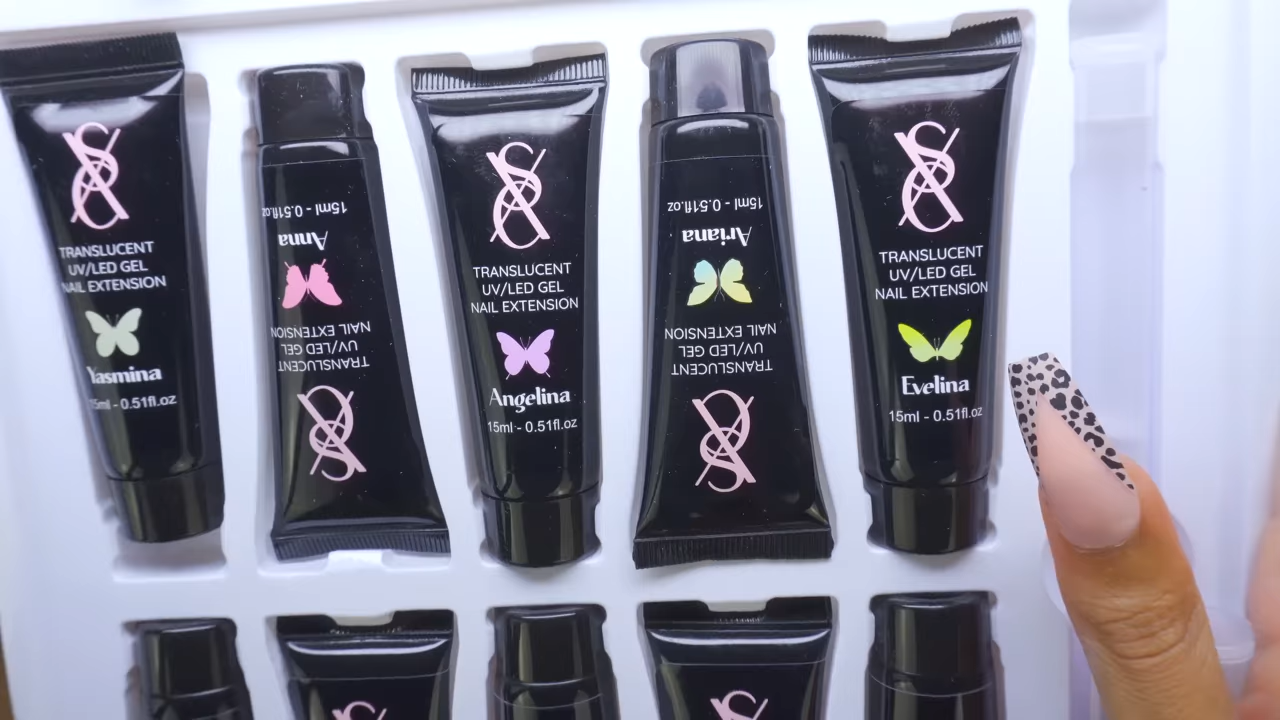 TRANSLUCENT
UV/LED GEL
NAIL EXTENSION
Yasmina
15ml - 0.51fl.oz
TRANSLUCENT
UV/LED GEL
NAIL EXTENSION
Anna
15ml - 0.51fl.oz
TRANSLUCENT
UV/LED GEL
NAIL EXTENSION
Angelina
15ml - 0.51fl.oz
TRANSLUCENT
UV/LED GEL
NAIL EXTENSION
Ariana
15ml - 0.51fl.oz
TRANSLUCENT
UV/LED GEL
NAIL EXTENSION
Evelina
15ml - 0.51fl.oz